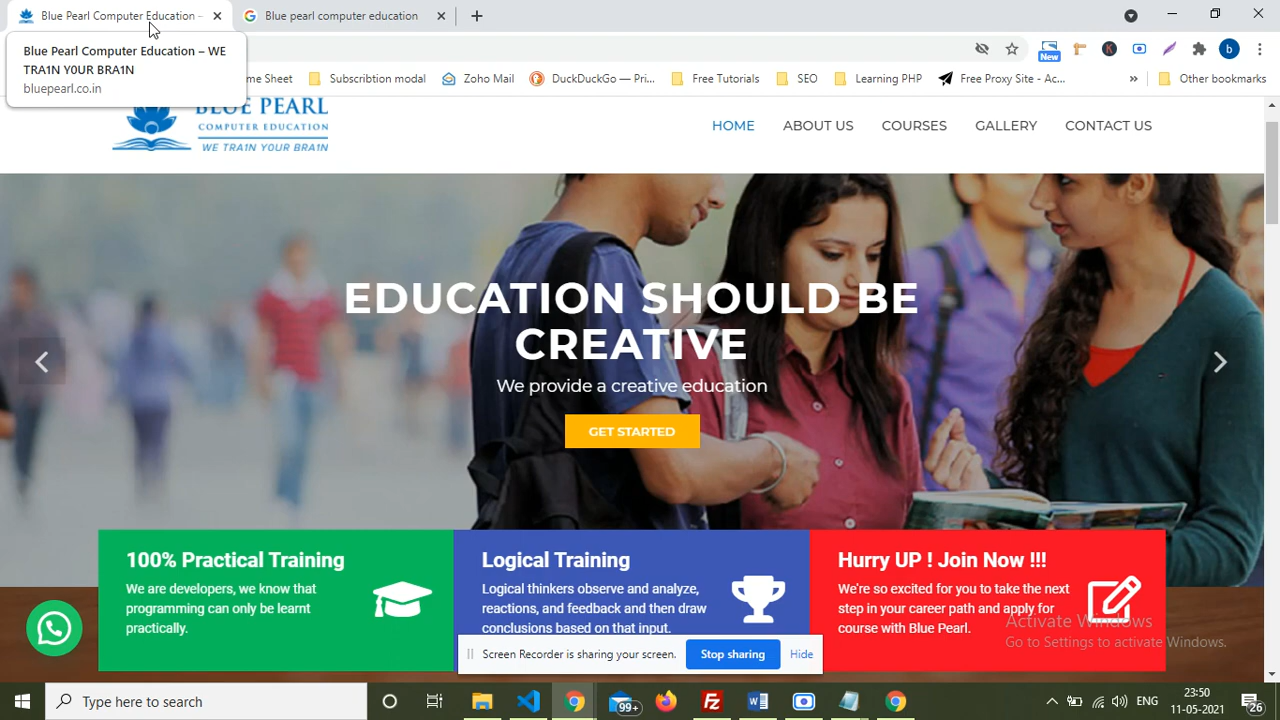 Blue Pearl Computer Education –
Blue pearl computer education
Blue Pearl Computer Education – WE
TRA1N Y0UR BRA1N
bluepearl.co.in
New
me Sheet
Subscribtion modal
Zoho Mail
DuckDuckGo — Pri...
Free Tutorials
SEO
Learning PHP
Free Proxy Site - Ac...
»
Other bookmarks
K
b
BLUE PEARL
COMPUTER EDUCATION
WE TRA1N YOUR BRA1N
HOME
ABOUT US
COURSES
GALLERY
CONTACT US
EDUCATION SHOULD BE
CREATIVE
We provide a creative education
GET STARTED
100% Practical Training
We are developers, we know that
programming can only be learnt
practically.
Logical Training
Logical thinkers observe and analyze,
reactions, and feedback and then draw
conclusions based on that input.
Hurry UP ! Join Now !!!
We're so excited for you to take the next
step in your career path and apply for
course with Blue Pearl.
Activate Windows
Go to Settings to activate Windows.
Screen Recorder is sharing your screen.
Stop sharing
Hide
Type here to search
99+
ENG
23:50
11-05-2021
26